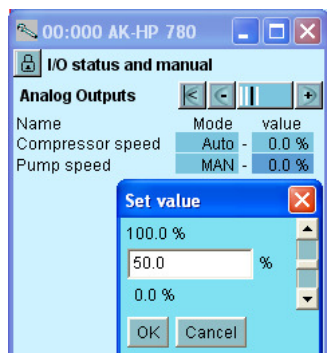 00:000 AK-HP 780
I/O status and manual
Analog Outputs
Name Mode value
Compressor speed Auto - 0.0 %
Pump speed MAN - 0.0 %
Set value
100.0 %
50.0 %
0.0 %
OK Cancel